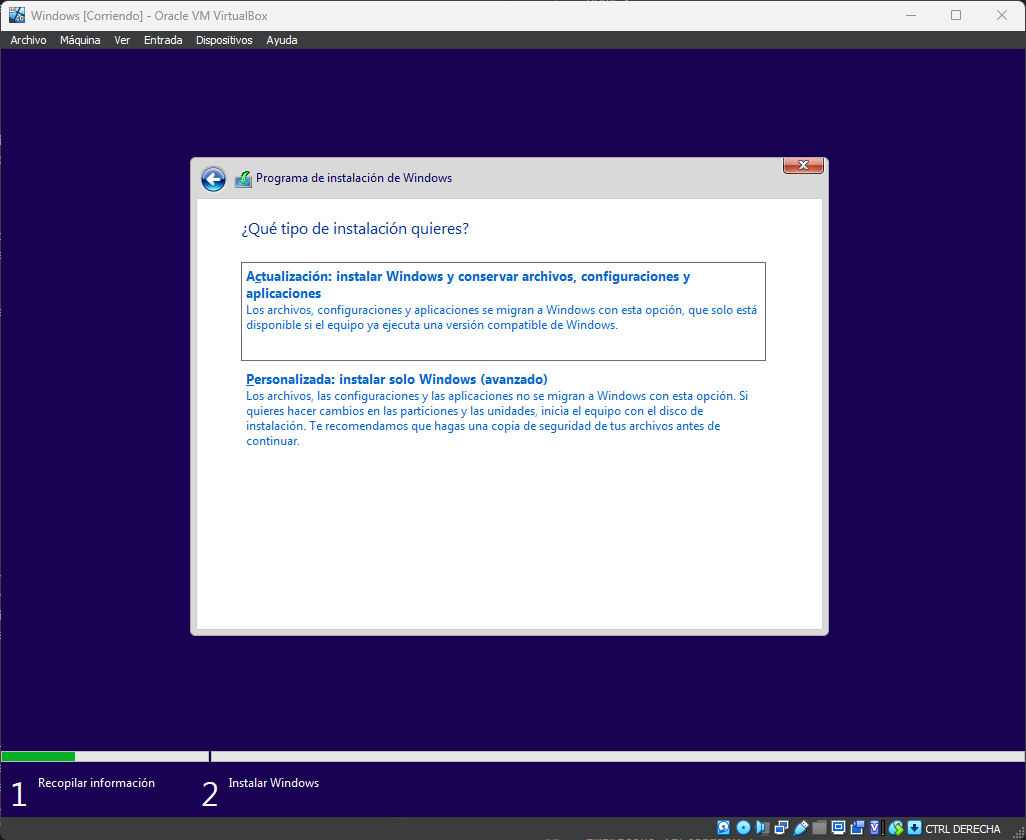 Windows [Corriendo] - Oracle VM VirtualBox
Archivo Máquina Ver Entrada Dispositivos Ayuda
Programa de instalación de Windows
¿Qué tipo de instalación quieres?
Actualización: instalar Windows y conservar archivos, configuraciones y
aplicaciones
Los archivos, configuraciones y aplicaciones se migran a Windows con esta opción, que solo está
disponible si el equipo ya ejecuta una versión compatible de Windows.
Personalizada: instalar solo Windows (avanzado)
Los archivos, las configuraciones y las aplicaciones no se migran a Windows con esta opción. Si
quieres hacer cambios en las particiones y las unidades, inicia el equipo con el disco de
instalación. Te recomendamos que hagas una copia de seguridad de tus archivos antes de
continuar.
1 Recopilar información 2 Instalar Windows
CTRL DERECHA